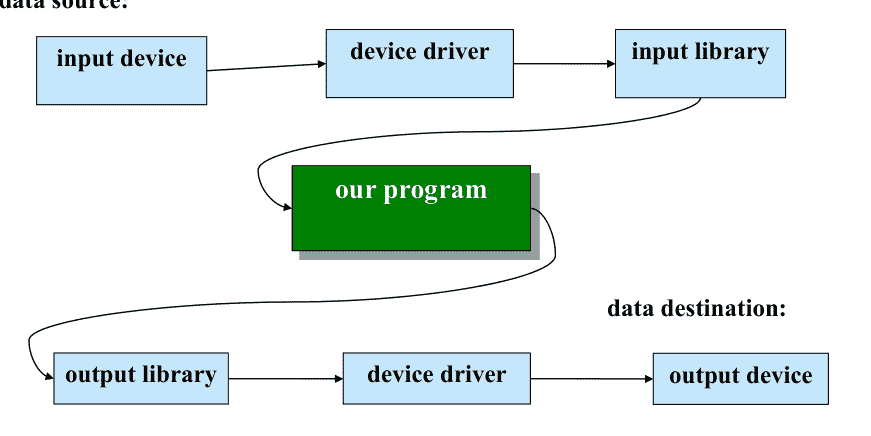 data source:
input device
device driver
input library
our program
data destination:
output library
device driver
output device